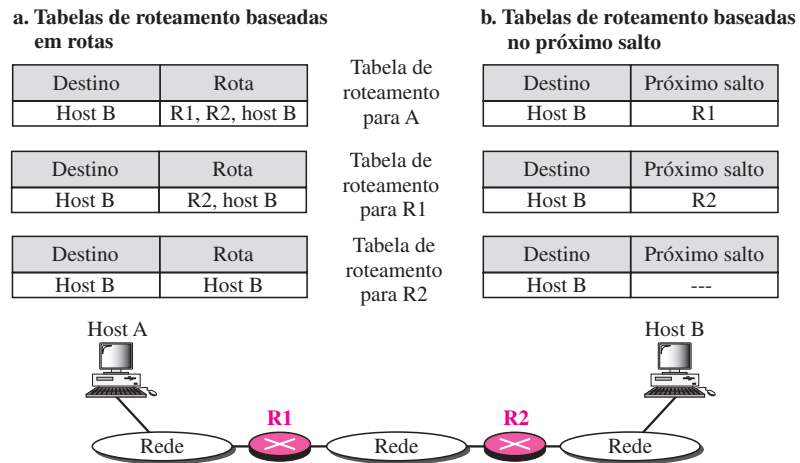 a. Tabelas de roteamento baseadas
em rotas
b. Tabelas de roteamento baseadas
no próximo salto
Destino Rota
Host B R1, R2, host B
Tabela de
roteamento
para A
Destino Próximo salto
Host B R1
Destino Rota
Host B R2, host B
Tabela de
roteamento
para R1
Destino Próximo salto
Host B R2
Destino Rota
Host B Host B
Tabela de
roteamento
para R2
Destino Próximo salto
Host B ---
Host A
Host B
R1
R2
Rede
Rede
Rede